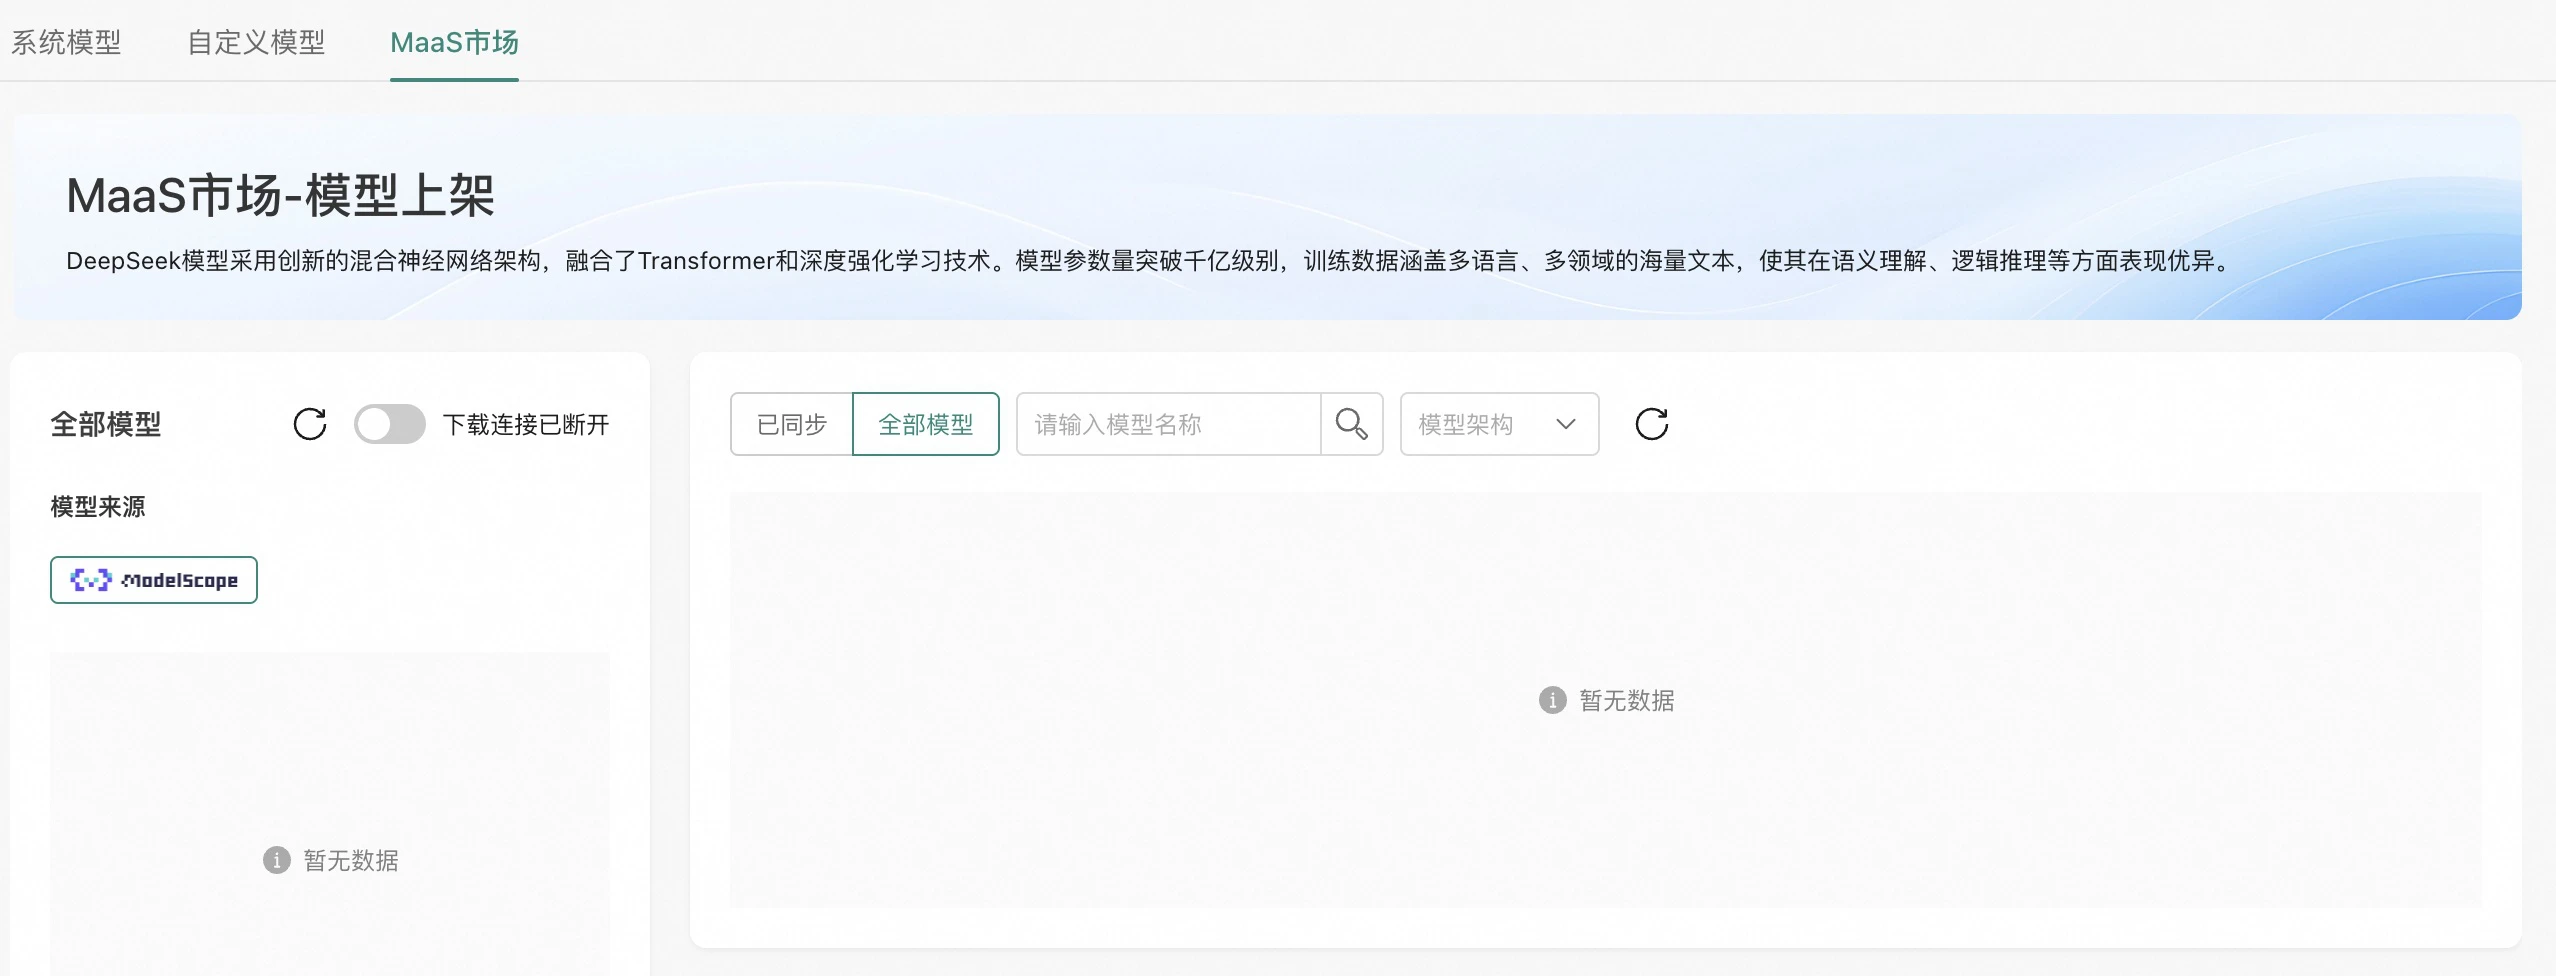 系统模型 自定义模型 MaaS市场
MaaS市场-模型上架
DeepSeek模型采用创新的混合神经网络架构，融合了Transformer和深度强化学习技术。模型参数量突破千亿级别，训练数据涵盖多语言、多领域的海量文本，使其在语义理解、逻辑推理等方面表现优异。
全部模型 下载连接已断开
模型来源
ModelScope
暂无数据
已同步 全部模型 请输入模型名称 模型架构
暂无数据